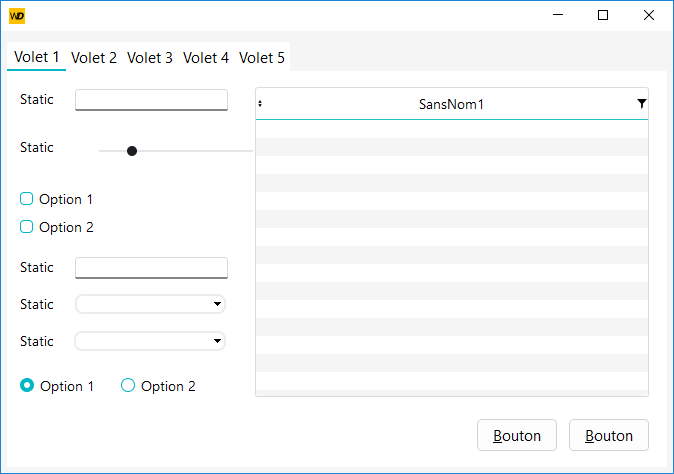 WD
Volet 1 Volet 2 Volet 3 Volet 4 Volet 5
Static
SansNom1
Static
Option 1
Option 2
Static
Static
Static
Option 1 Option 2
Bouton Bouton